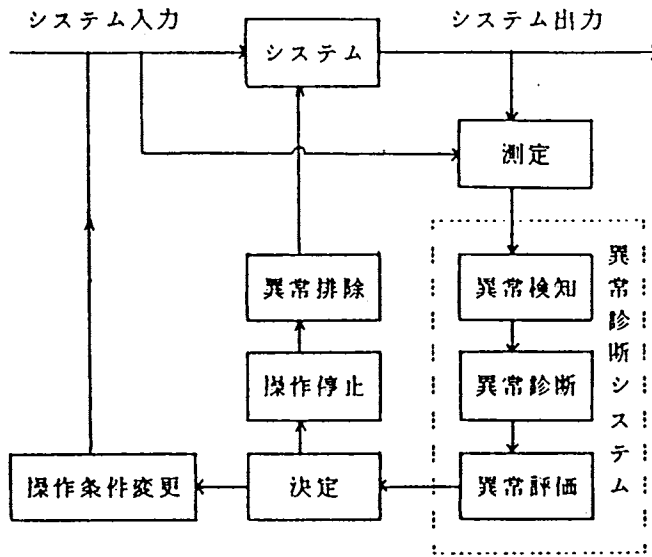 システム入力
システム出力
システム
測定
異常排除
異常検知
操作停止
異常診断
操作条件変更
決定
異常評価
異常診断システム